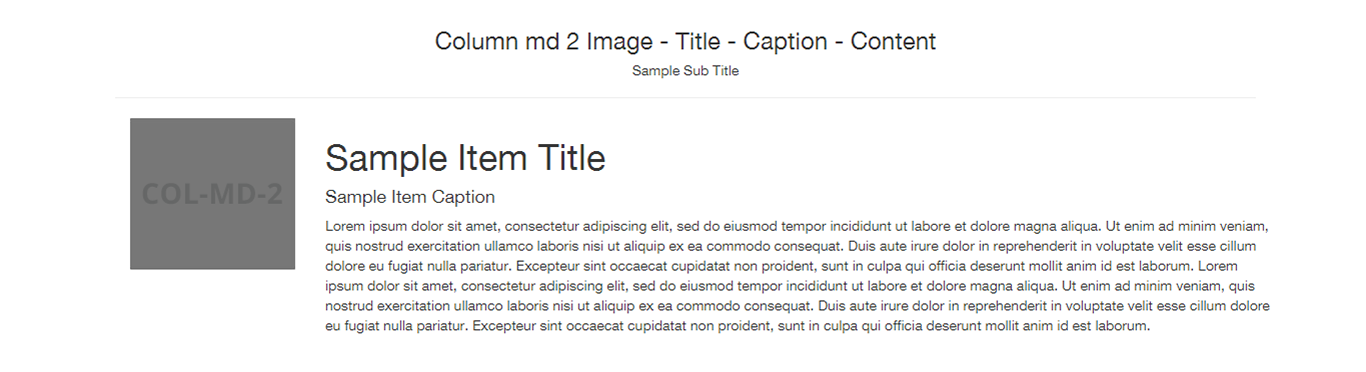 Column md 2 Image - Title - Caption - Content
Sample Sub Title
COL-MD-2
Sample Item Title
Sample Item Caption
Lorem ipsum dolor sit amet, consectetur adipiscing elit, sed do eiusmod tempor incididunt ut labore et dolore magna aliqua. Ut enim ad minim veniam,
quis nostrud exercitation ullamco laboris nisi ut aliquip ex ea commodo consequat. Duis aute irure dolor in reprehenderit in voluptate velit esse cillum
dolore eu fugiat nulla pariatur. Excepteur sint occaecat cupidatat non proident, sunt in culpa qui officia deserunt mollit anim id est laborum. Lorem
ipsum dolor sit amet, consectetur adipiscing elit, sed do eiusmod tempor incididunt ut labore et dolore magna aliqua. Ut enim ad minim veniam, quis
nostrud exercitation ullamco laboris nisi ut aliquip ex ea commodo consequat. Duis aute irure dolor in reprehenderit in voluptate velit esse cillum dolore
eu fugiat nulla pariatur. Excepteur sint occaecat cupidatat non proident, sunt in culpa qui officia deserunt mollit anim id est laborum.